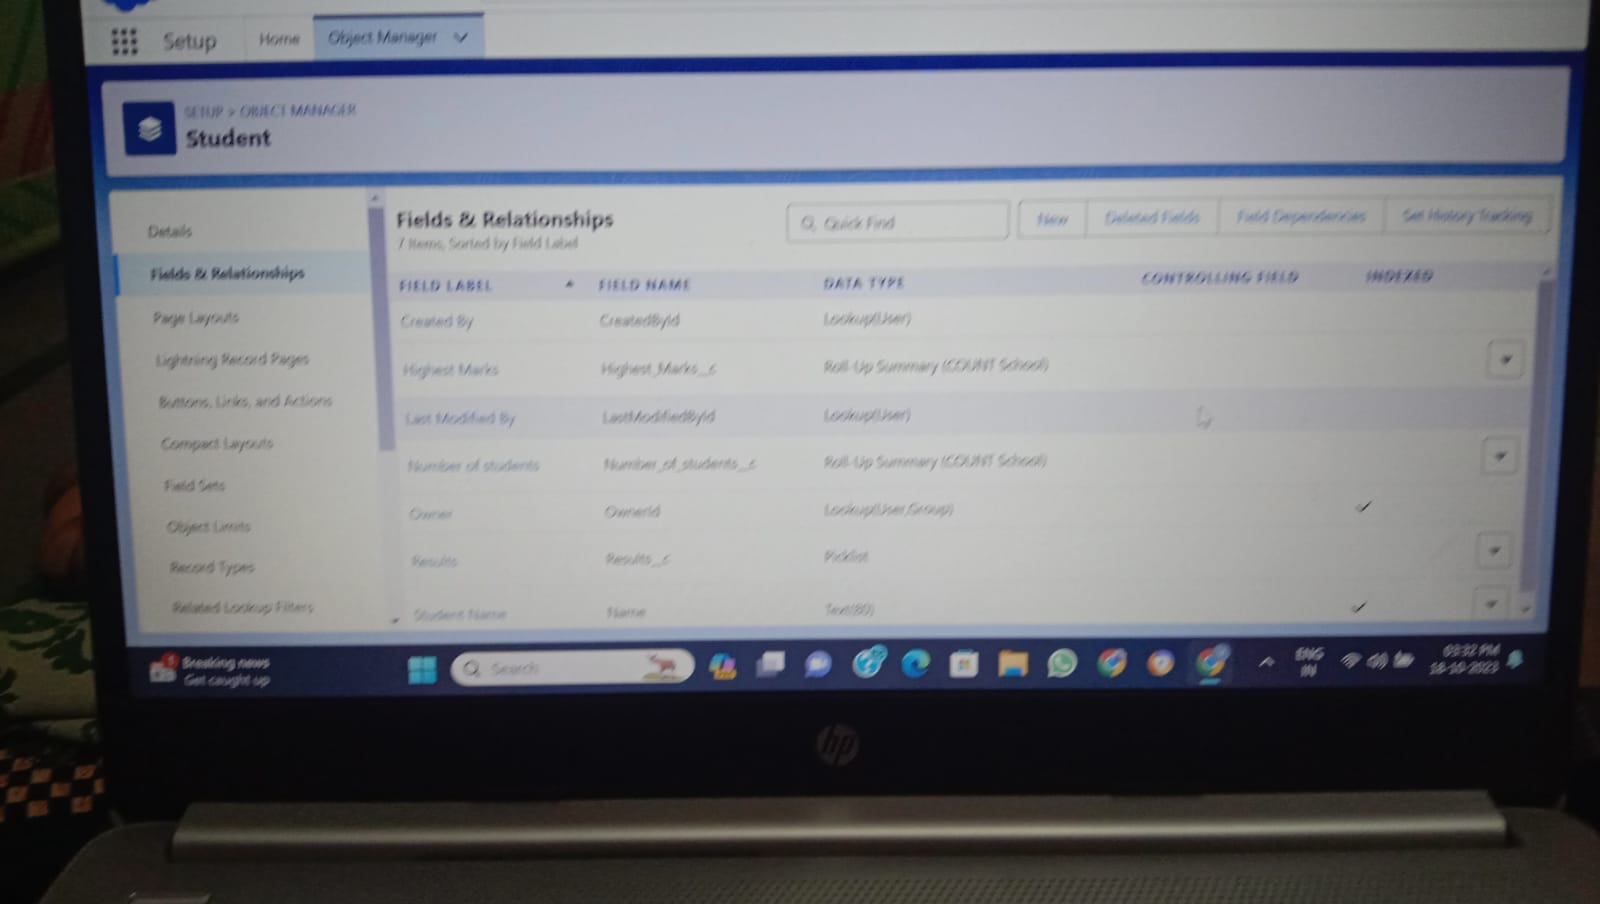 Setup Home Object Manager
SETUP > OBJECT MANAGER
Student
Details
Fields & Relationships
Page Layouts
Lightning Record Pages
Buttons, Links, and Actions
Compact Layouts
Field Sets
Object Limits
Record Types
Related Lookup Filters
Fields & Relationships
7 Items, Sorted by Field Label
Quick Find
New Deleted Fields Field Dependencies Set History Tracking
FIELD LABEL FIELD NAME DATA TYPE CONTROLLING FIELD INDEXED
Created By CreatedById Lookup(User)
Highest Marks Highest_Marks__c Roll-Up Summary (COUNT School)
Last Modified By LastModifiedById Lookup(User)
Number of students Number_of_students__c Roll-Up Summary (COUNT School)
Owner OwnerId Lookup(User,Group)
Results Results__c Picklist
Student Name Name Text(80)
1
Breaking news
Get caught up
Search
ENG
IN
03:32 PM
18-10-2023
hp